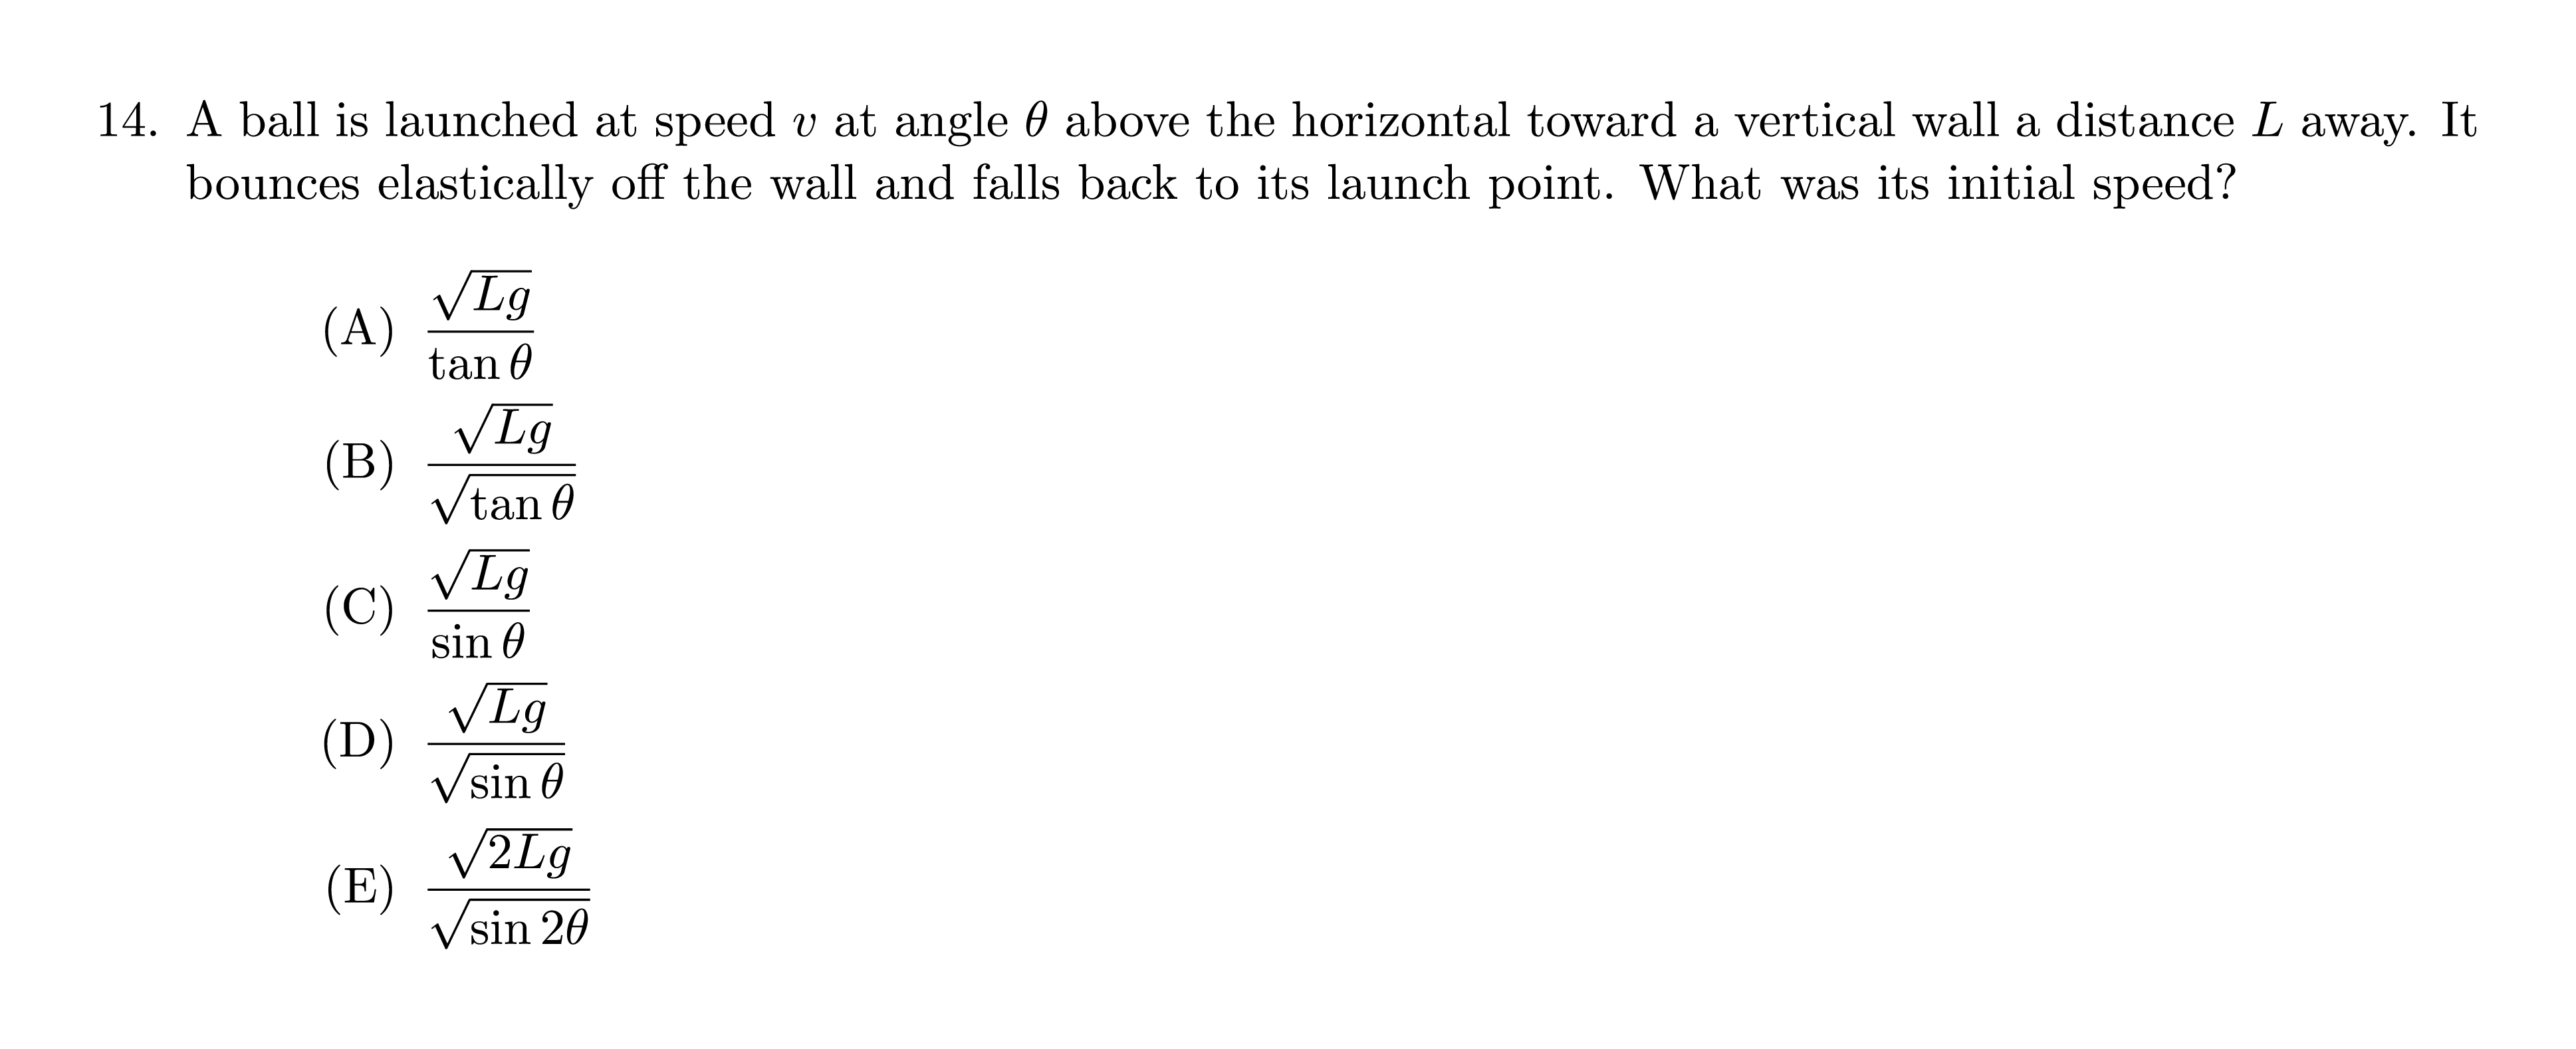 14. A ball is launched at speed v at angle θ above the horizontal toward a vertical wall a distance L away. It
bounces elastically off the wall and falls back to its launch point. What was its initial speed?
(A) $\frac{\sqrt{Lg}}{\tan\theta}$
(B) $\frac{\sqrt{Lg}}{\sqrt{\tan\theta}}$
(C) $\frac{\sqrt{Lg}}{\sin\theta}$
(D) $\frac{\sqrt{Lg}}{\sqrt{\sin\theta}}$
(E) $\frac{\sqrt{2Lg}}{\sqrt{\sin 2\theta}}$